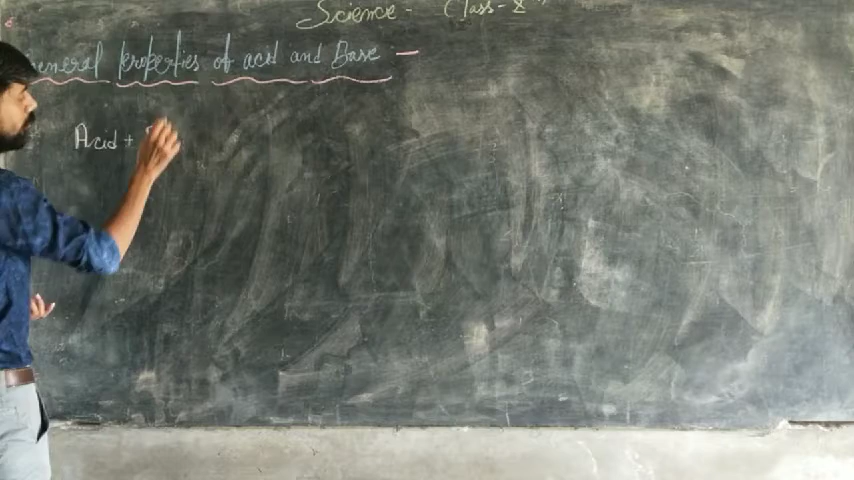 Science - Class-8
General properties of acid and Base -
Acid +